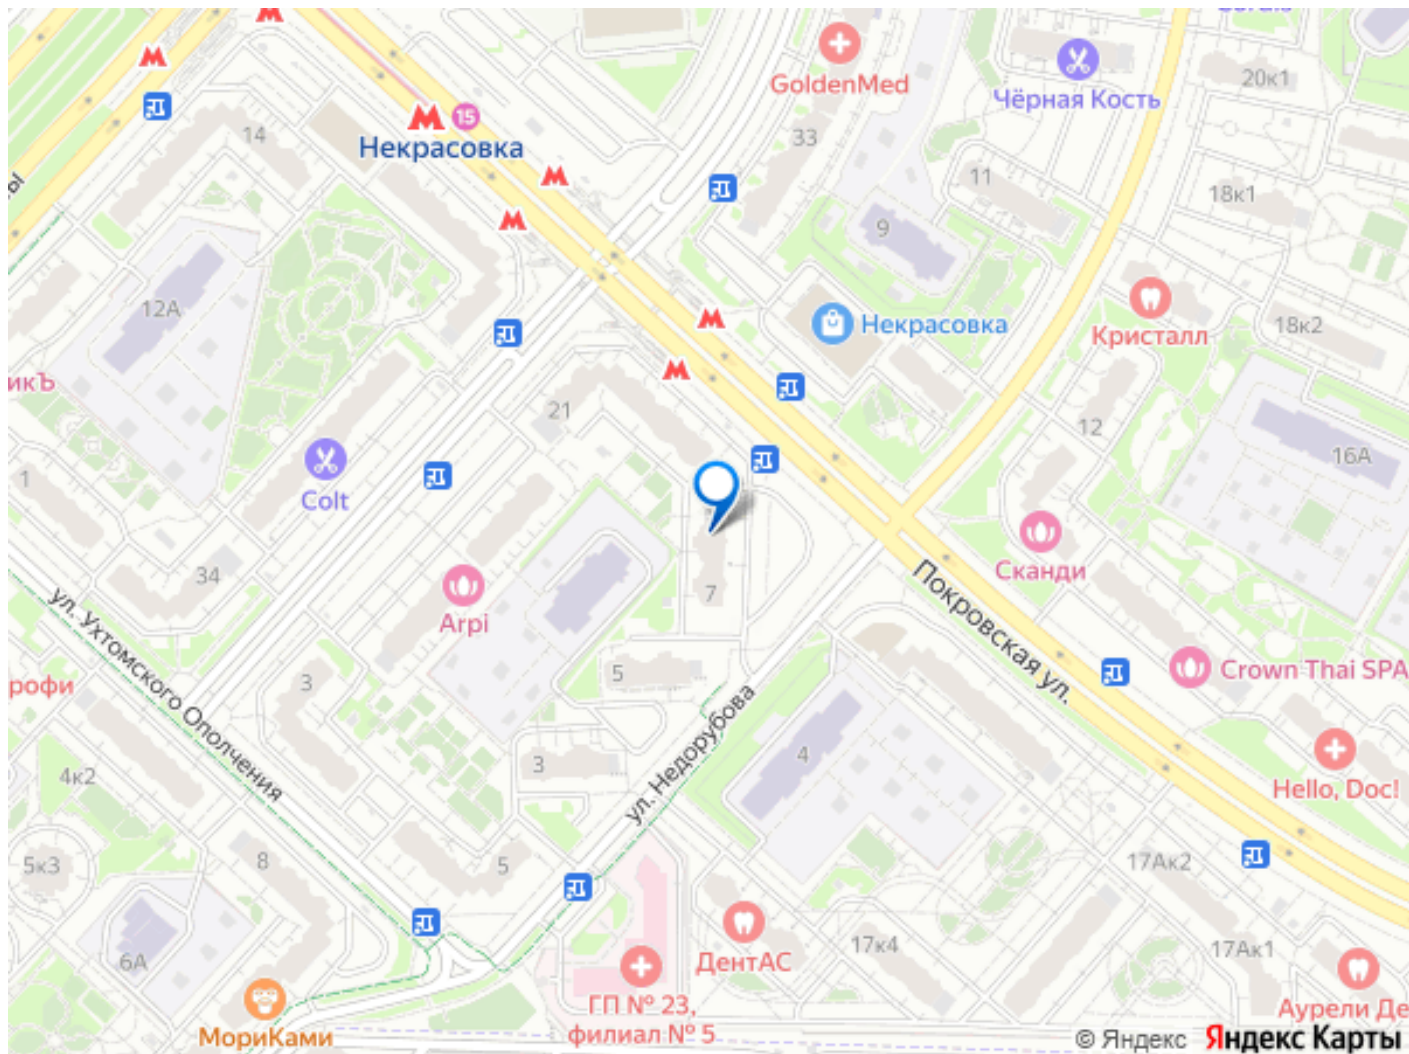 GoldenMed
Чёрная Кость
20к1
15
14
Некрасовка
33
11
18к1
9
12А
Некрасовка
Кристалл
18к2
икЪ
21
12
16А
1
Colt
34
Arpi
7
Сканди
ул. Ухтомского Ополчения
Покровская ул.
рофи
3
5
Crown Thai SPA
ул. Недорубова
4
3
4к2
Hello, Doc!
5к3
8
5
17Ак2
6А
ДентАС
17к4
17Ак1
МориКами
ГП № 23,
филиал № 5
Аурели Де
© Яндекс Яндекс Карты